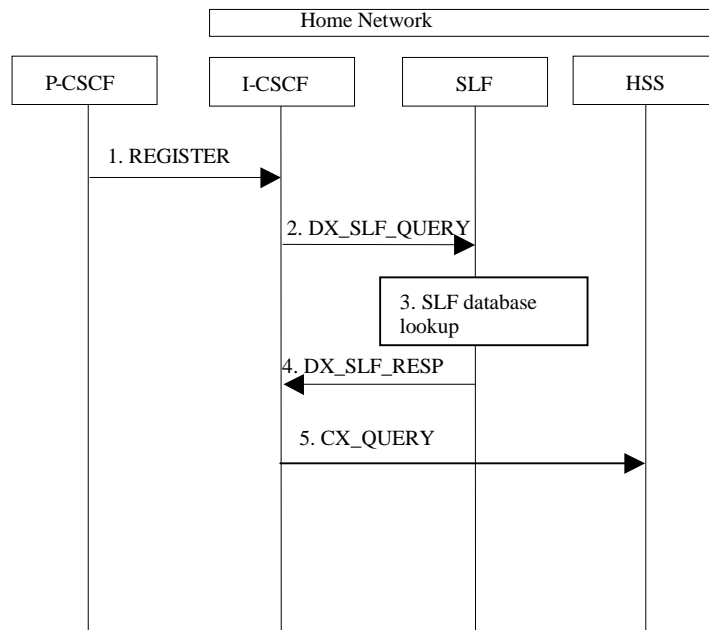 Home Network
P-CSCF
I-CSCF
SLF
HSS
1. REGISTER
2. DX_SLF_QUERY
3. SLF database
lookup
4. DX_SLF_RESP
5. CX_QUERY